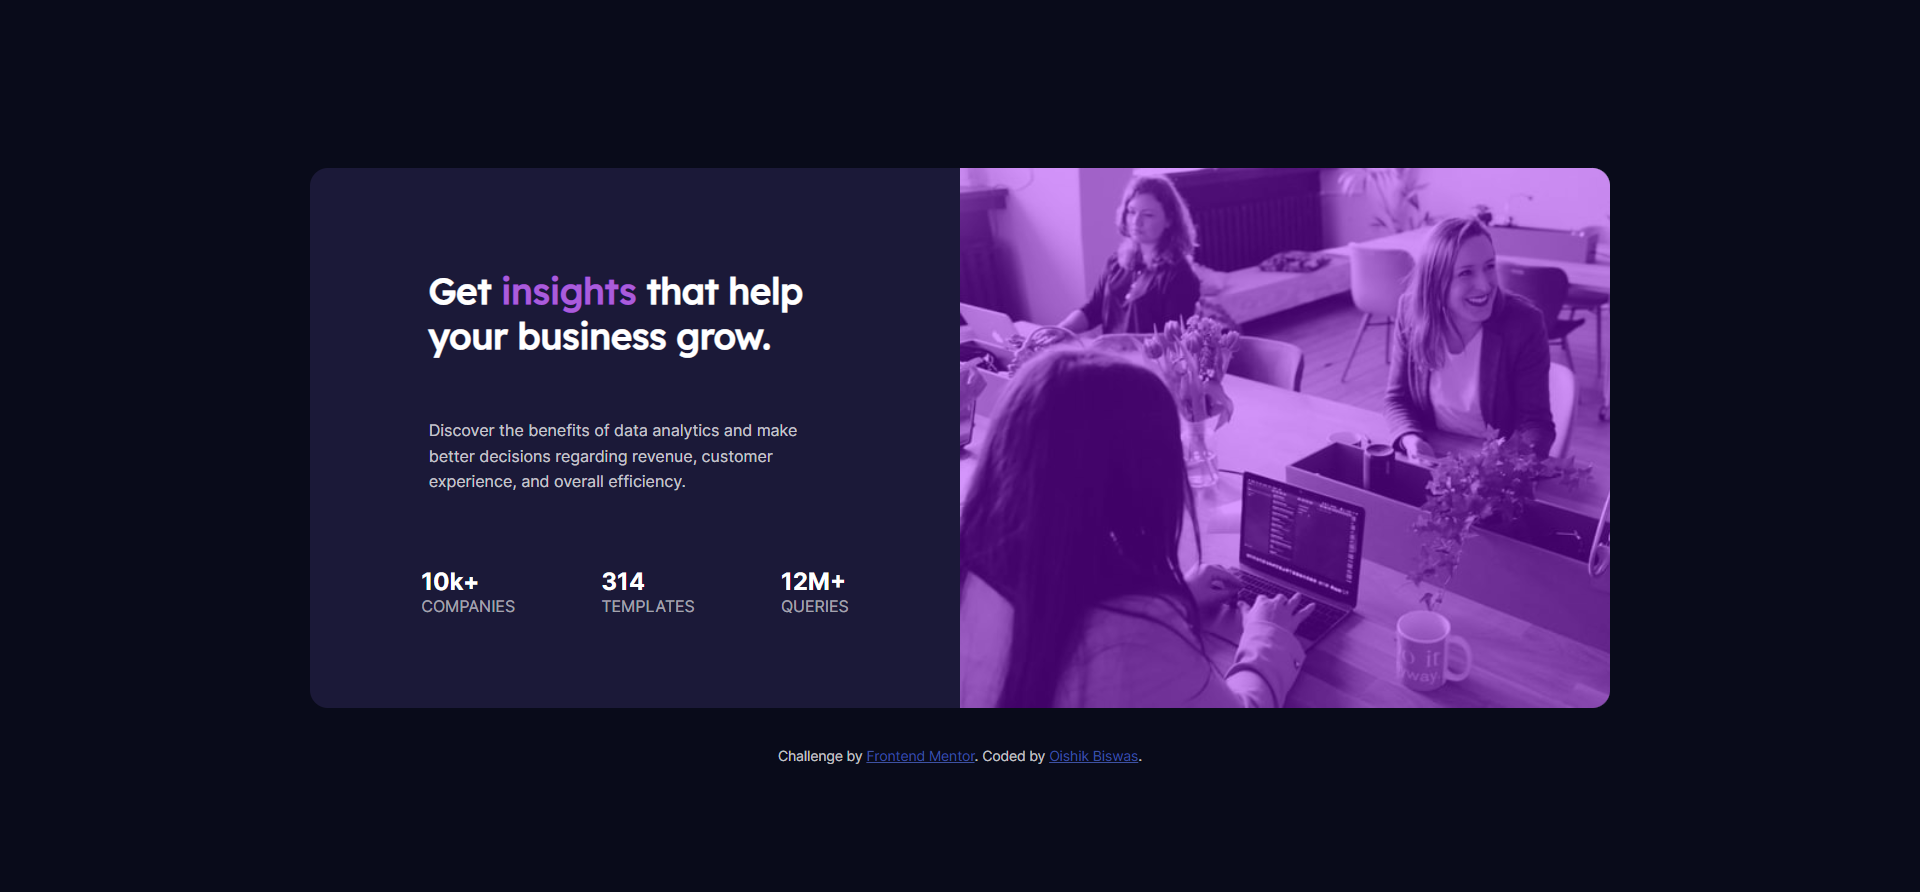 Get insights that help
your business grow.
Discover the benefits of data analytics and make
better decisions regarding revenue, customer
experience, and overall efficiency.
10k+
COMPANIES
314
TEMPLATES
12M+
QUERIES
it
way.
Challenge by Frontend Mentor. Coded by Oishik Biswas.